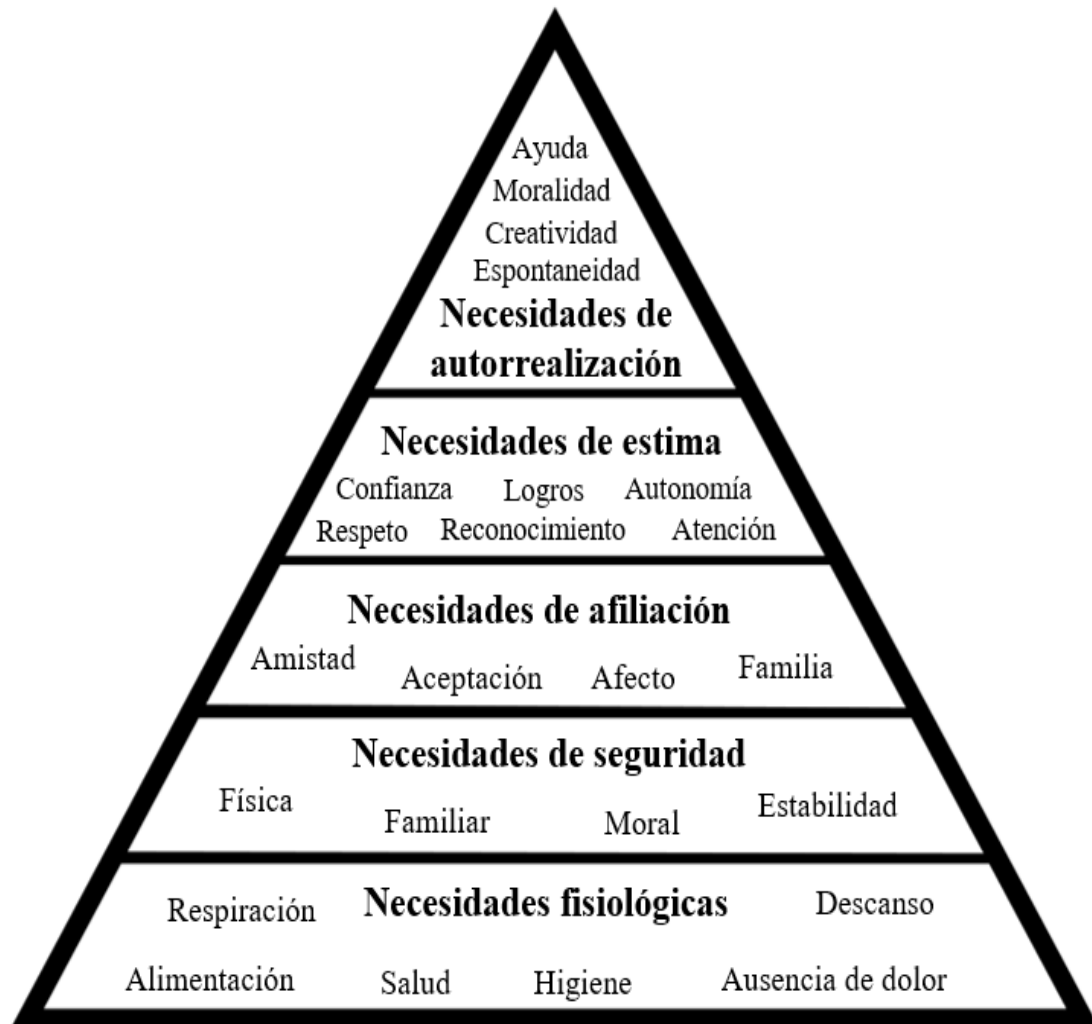 Ayuda
Moralidad
Creatividad
Espontaneidad
Necesidades de
autorrealización
Necesidades de estima
Confianza Logros Autonomía
Respeto Reconocimiento Atención
Necesidades de afiliación
Amistad Aceptación Afecto Familia
Necesidades de seguridad
Física Familiar Moral Estabilidad
Respiración Necesidades fisiológicas Descanso
Alimentación Salud Higiene Ausencia de dolor